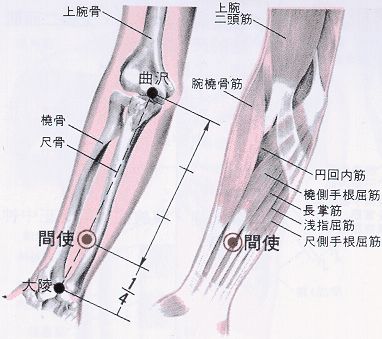 上腕骨
曲沢
橈骨
尺骨
間使
大陵
1
4
上腕
二頭筋
腕橈骨筋
円回内筋
橈側手根屈筋
長掌筋
浅指屈筋
尺側手根屈筋
間使